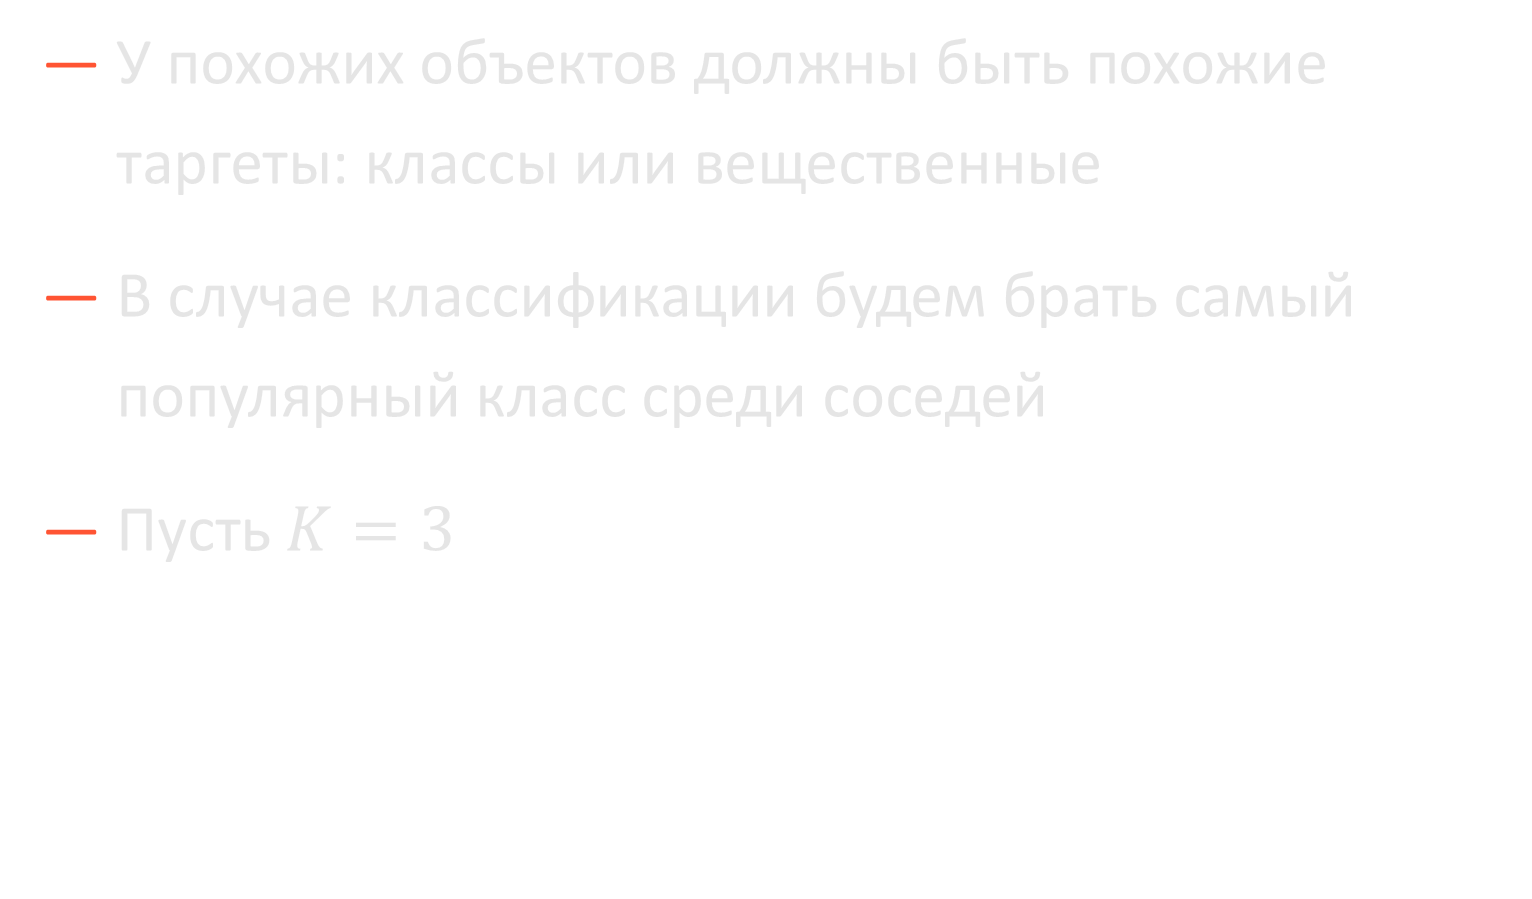 — У похожих объектов должны быть похожие
таргеты: классы или вещественные
— В случае классификации будем брать самый
популярный класс среди соседей
— Пусть K = 3